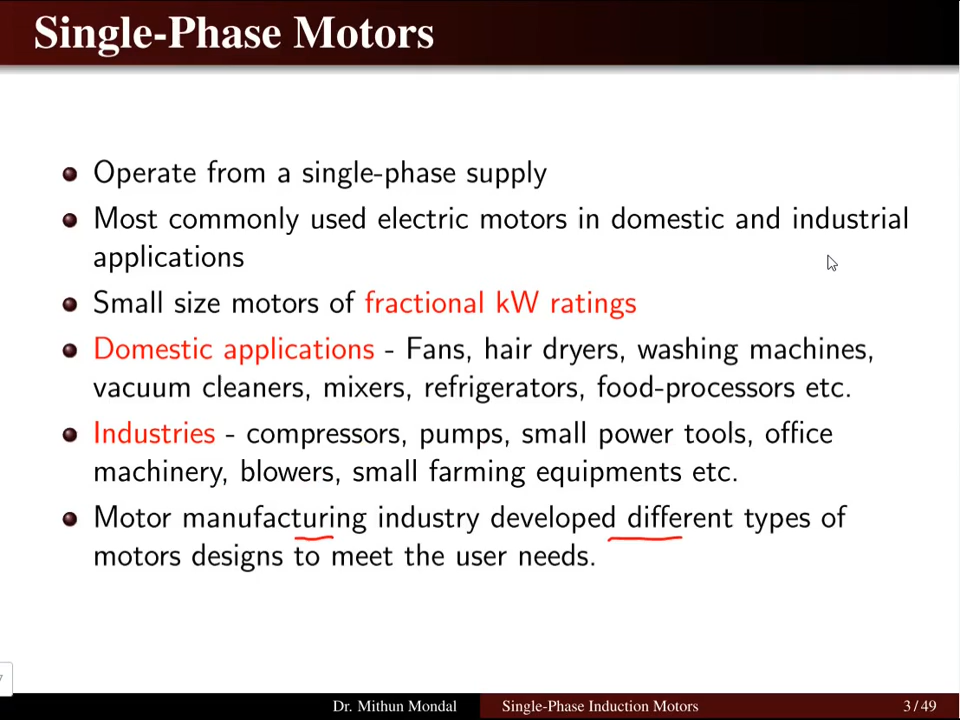 Single-Phase Motors
Operate from a single-phase supply
Most commonly used electric motors in domestic and industrial
applications
Small size motors of fractional kW ratings
Domestic applications - Fans, hair dryers, washing machines,
vacuum cleaners, mixers, refrigerators, food-processors etc.
Industries - compressors, pumps, small power tools, office
machinery, blowers, small farming equipments etc.
Motor manufacturing industry developed different types of
motors designs to meet the user needs.
Dr. Mithun Mondal
Single-Phase Induction Motors
3 / 49